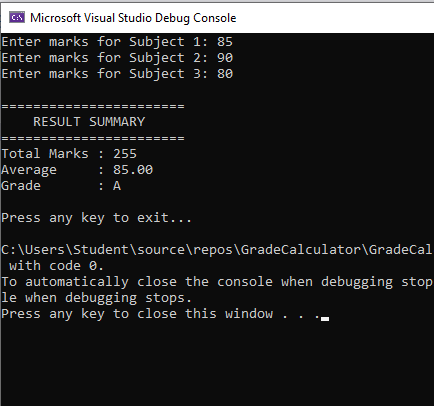 Microsoft Visual Studio Debug Console
Enter marks for Subject 1: 85
Enter marks for Subject 2: 90
Enter marks for Subject 3: 80
=======================
    RESULT SUMMARY
=======================
Total Marks : 255
Average     : 85.00
Grade       : A
Press any key to exit...
C:\Users\Student\source\repos\GradeCalculator\GradeCal
 with code 0.
To automatically close the console when debugging stop
le when debugging stops.
Press any key to close this window . . .